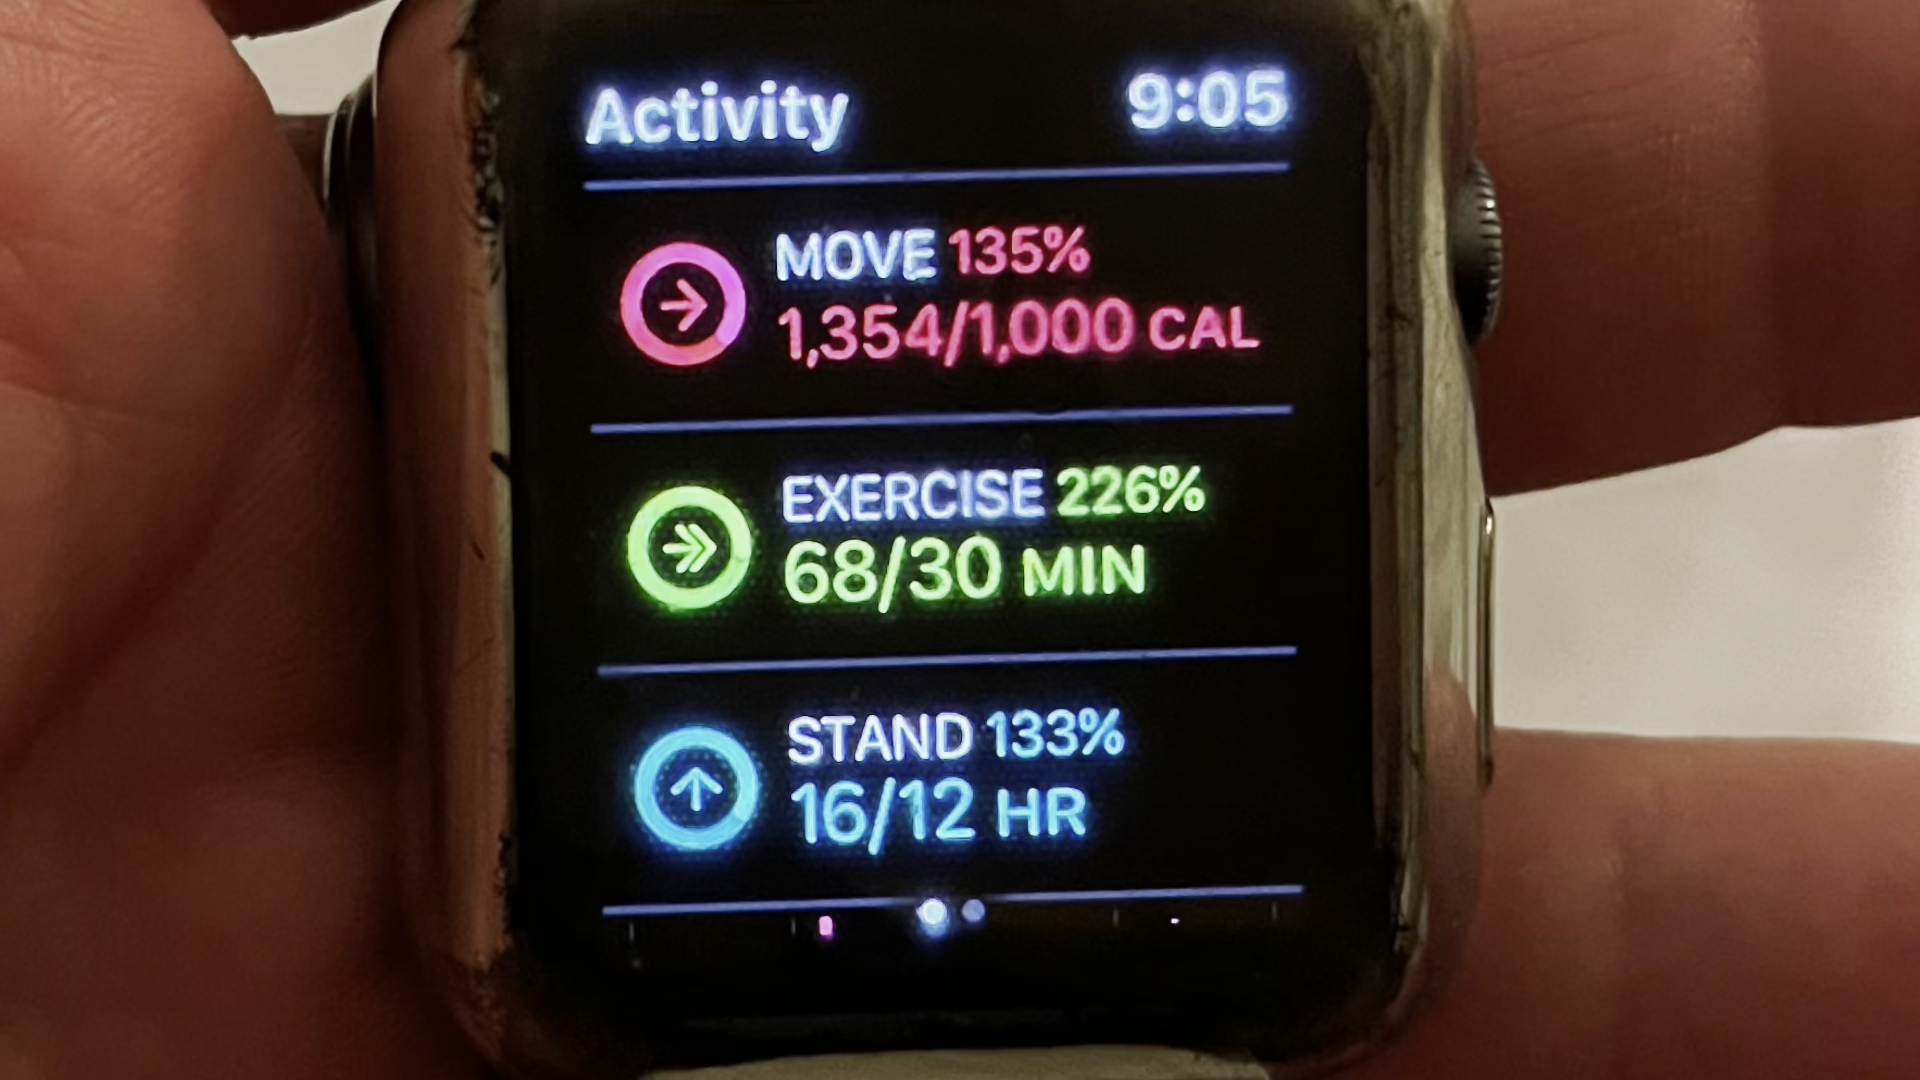 Activity 9:05
MOVE 135%
1,354/1,000 CAL
EXERCISE 226%
68/30 MIN
STAND 133%
16/12 HR